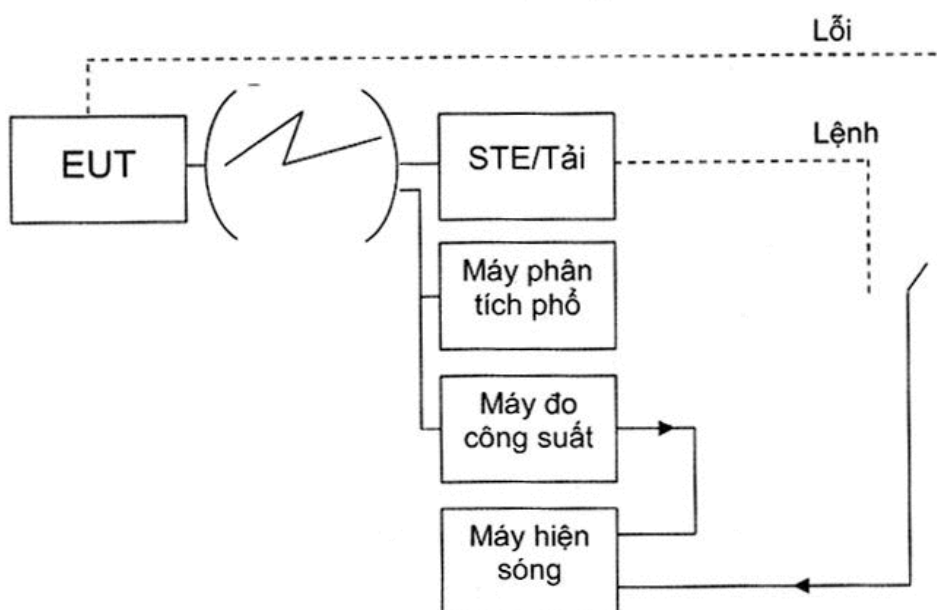 Lỗi
EUT
STE/Tải
Lệnh
Máy phân
tích phổ
Máy đo
công suất
Máy hiện
sóng